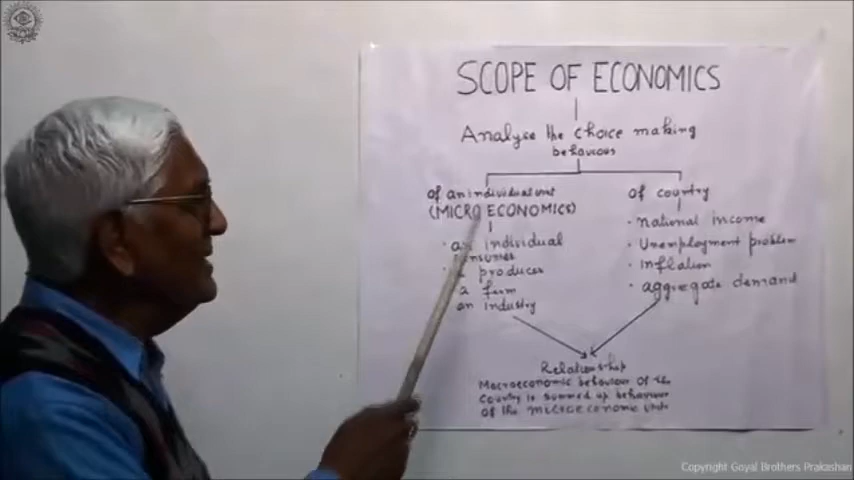 SCOPE OF ECONOMICS
Analyse the choice making
behaviour
of an individual unit
(MICRO ECONOMICS)
· an individual
consumer
· a producer
a firm
an industry
of country
· national income
· Unemployment problem
· Inflation
· aggregate demand
Relationship
Macroeconomic behaviour of the
country is summed up behaviour
of the microeconomic units
Copyright Goyal Brothers Prakashan